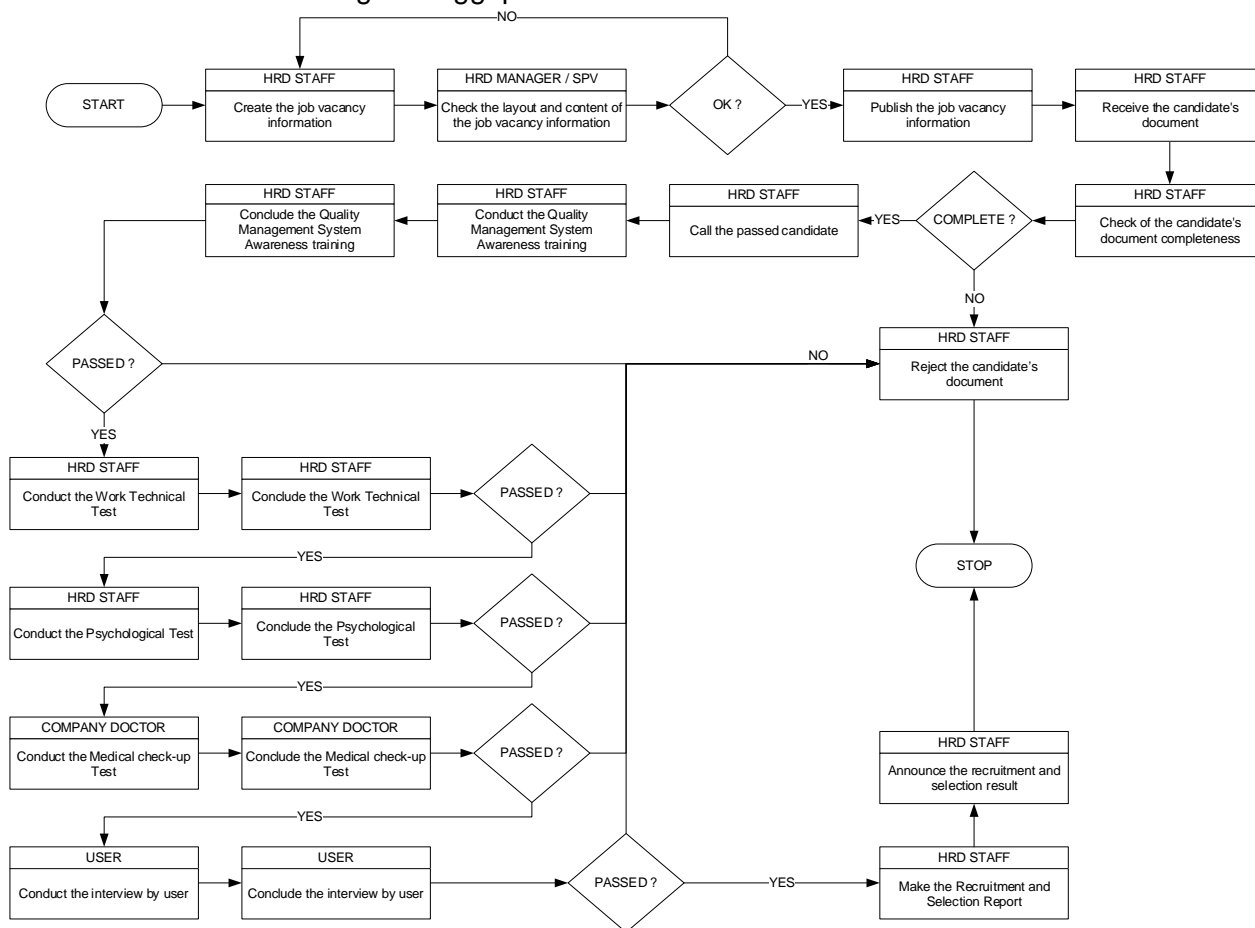 NO
HRD STAFF
HRD MANAGER / SPV
HRD STAFF
HRD STAFF
START
Create the job vacancy
information
Check the layout and content of
the job vacancy information
OK ?
YES
Publish the job vacancy
information
Receive the candidate's
document
HRD STAFF
Conclude the Quality
Management System
Awareness training
HRD STAFF
Conduct the Quality
Management System
Awareness training
HRD STAFF
Call the passed candidate
YES
COMPLETE ?
HRD STAFF
Check of the candidate's
document completeness
NO
PASSED ?
NO
HRD STAFF
Reject the candidate's
document
YES
HRD STAFF
Conduct the Work Technical
Test
HRD STAFF
Conclude the Work Technical
Test
PASSED ?
YES
STOP
HRD STAFF
Conduct the Psychological Test
HRD STAFF
Conclude the Psychological
Test
PASSED ?
YES
COMPANY DOCTOR
Conduct the Medical check-up
Test
COMPANY DOCTOR
Conclude the Medical check-up
Test
PASSED ?
HRD STAFF
Announce the recruitment and
selection result
YES
USER
Conduct the interview by user
USER
Conclude the interview by user
PASSED ?
YES
HRD STAFF
Make the Recruitment and
Selection Report